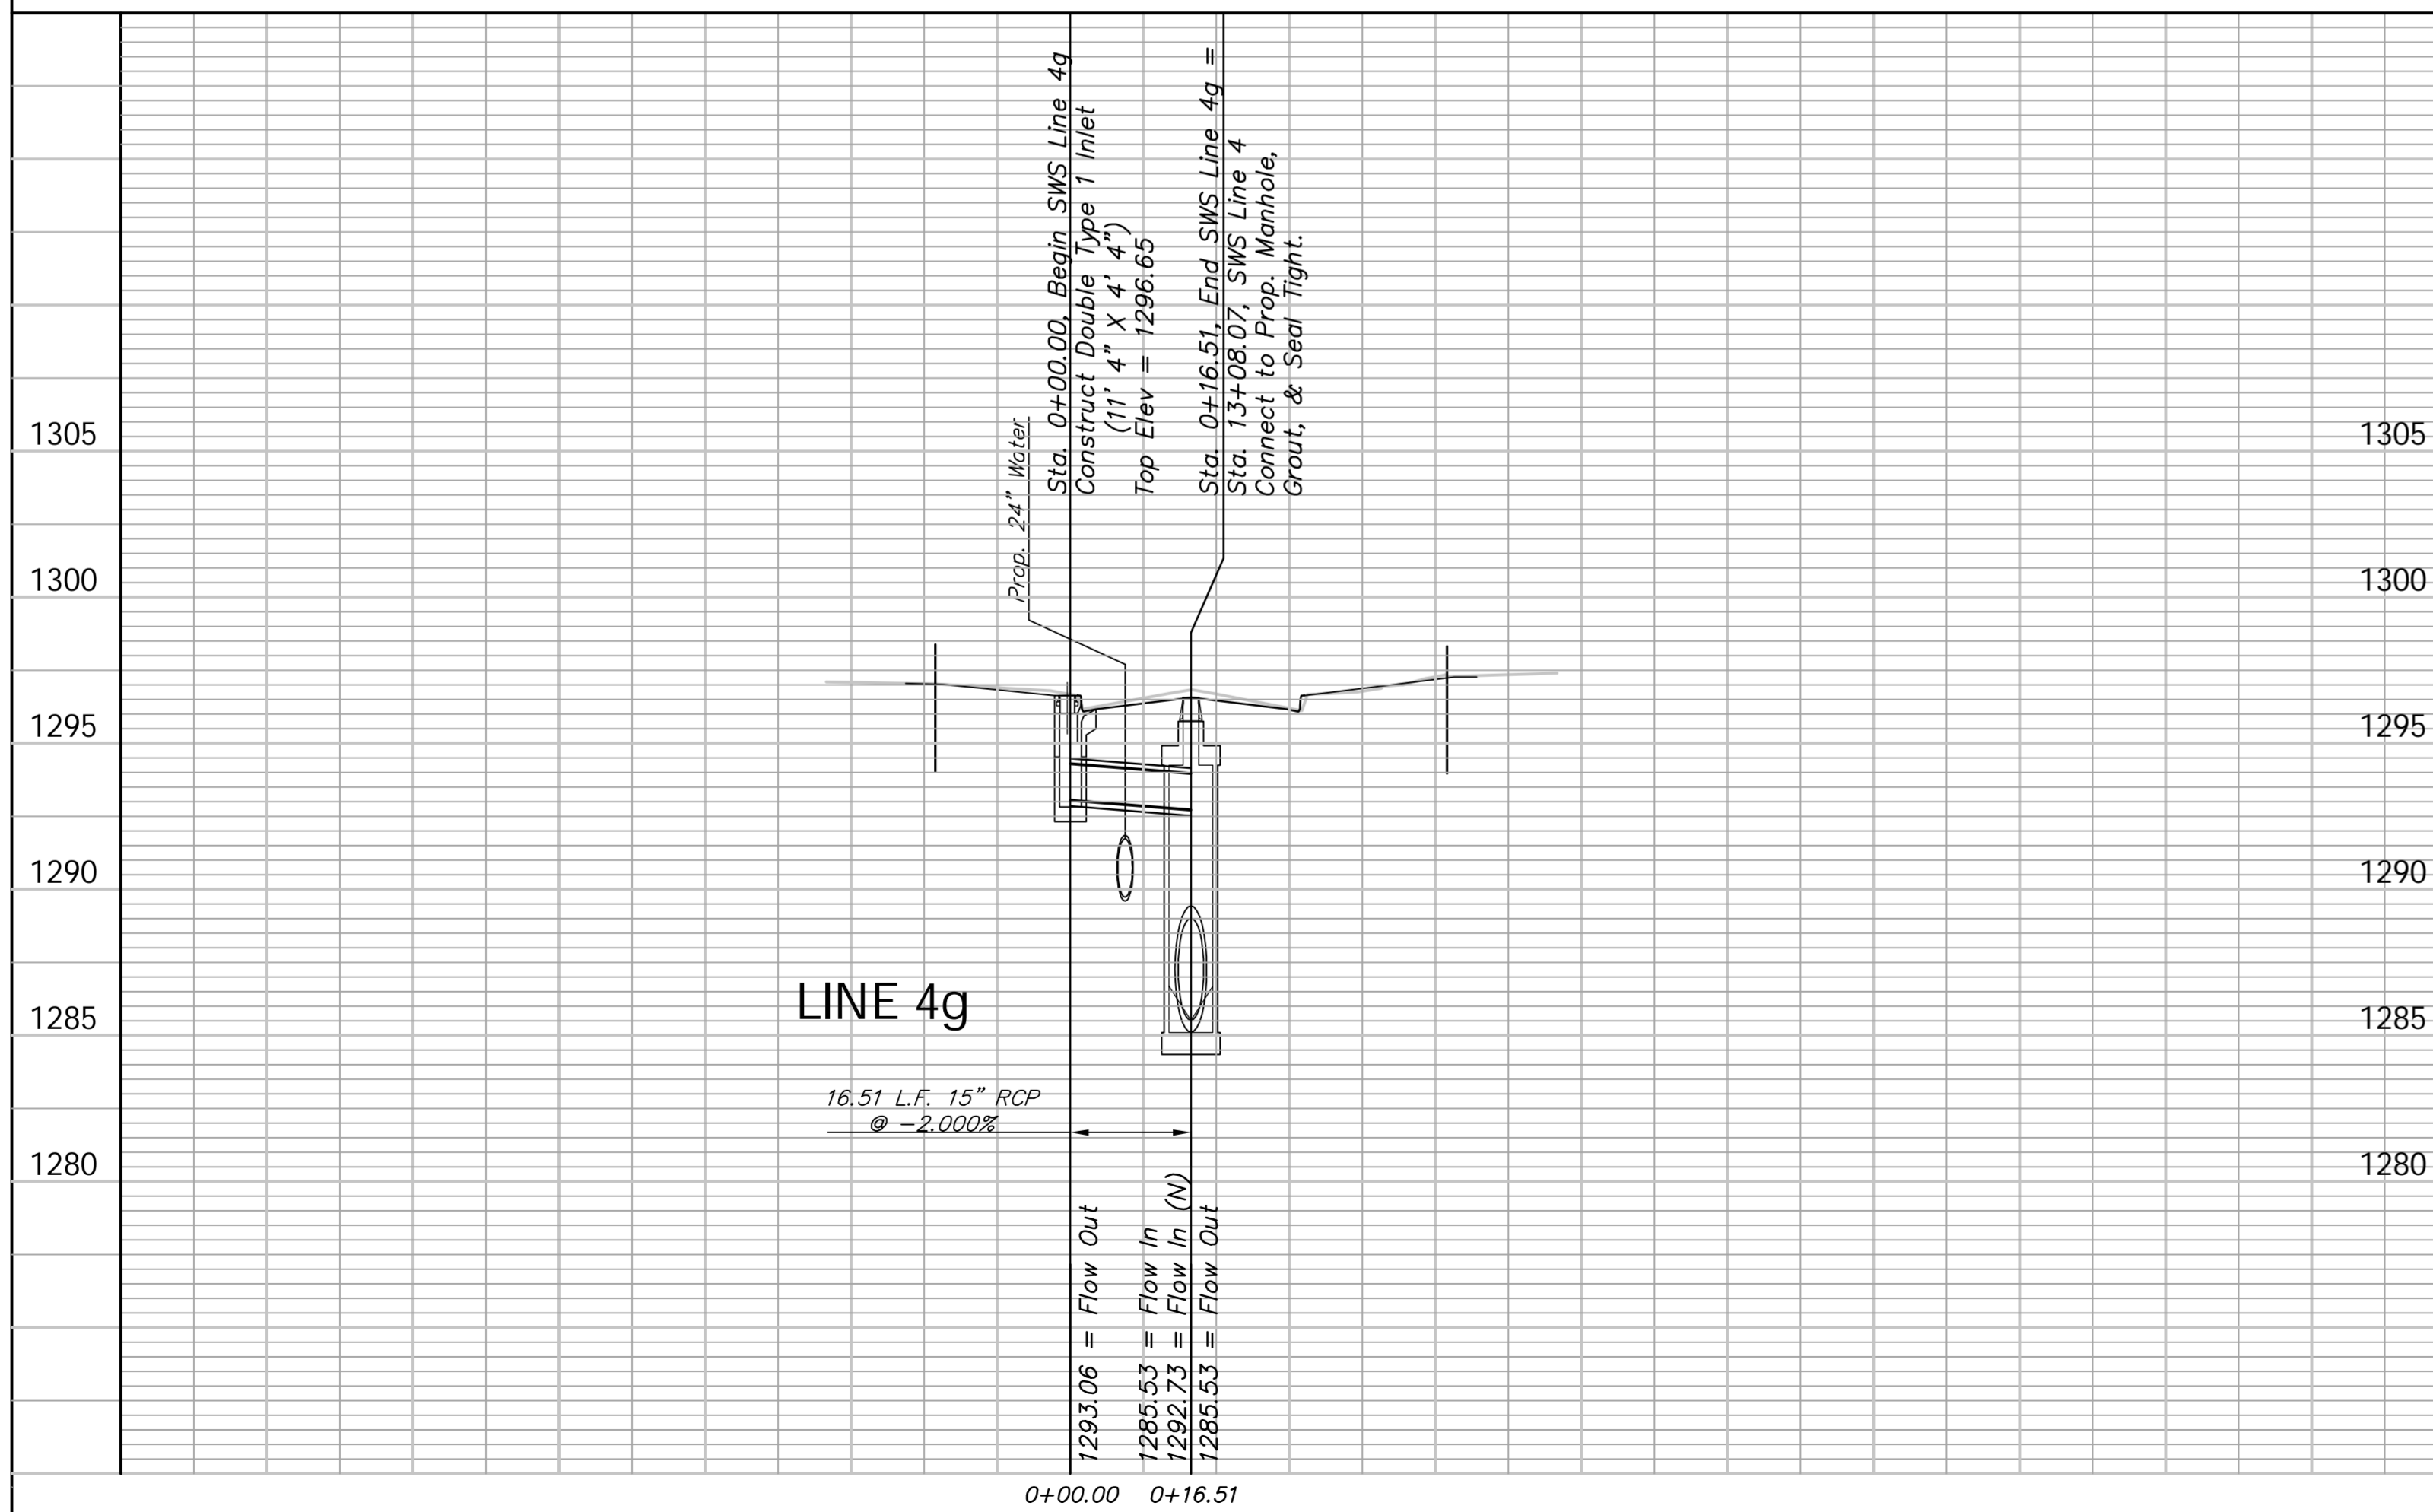 Sta. 0+00.00, Begin SWS Line 4g
Construct Double Type 1 Inlet
(11' 4" X 4' 4")
Top Elev = 1296.65
Sta. 0+16.51, End SWS Line 4g =
Sta. 13+08.07, SWS Line 4
Connect to Prop. Manhole,
Grout, & Seal Tight.
Prop. 24" Water
1305
1305
1300
1300
1295
1295
1290
1290
1285
1285
1280
1280
LINE 4g
16.51 L.F. 15" RCP
@ -2.000%
1293.06 = Flow Out
1285.53 = Flow In
1292.73 = Flow In (N)
1285.53 = Flow Out
0+00.00
0+16.51